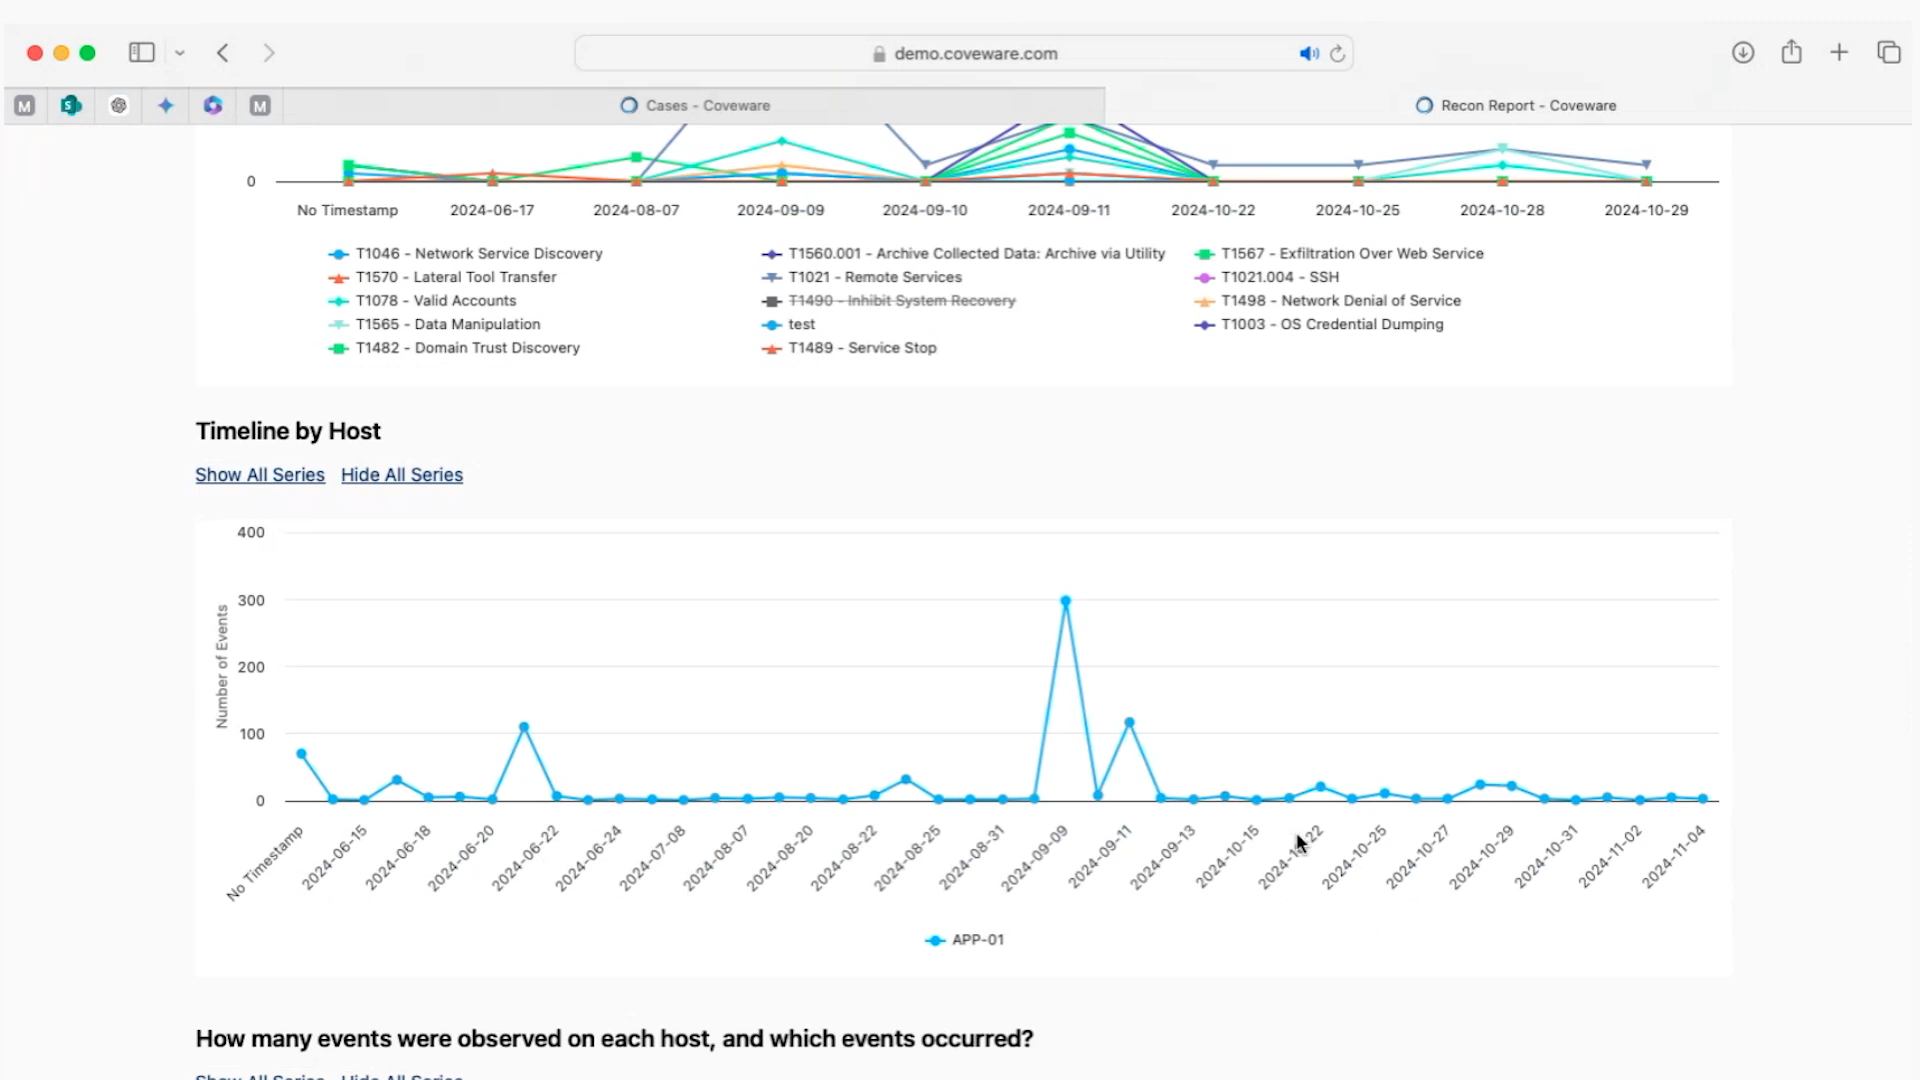 demo.coveware.com
M S M Cases - Coveware Recon Report - Coveware
0
No Timestamp 2024-06-17 2024-08-07 2024-09-09 2024-09-10 2024-09-11 2024-10-22 2024-10-25 2024-10-28 2024-10-29
T1046 - Network Service Discovery T1560.001 - Archive Collected Data: Archive via Utility T1567 - Exfiltration Over Web Service
T1570 - Lateral Tool Transfer T1021 - Remote Services T1021.004 - SSH
T1078 - Valid Accounts T1490 - Inhibit System Recovery T1498 - Network Denial of Service
T1565 - Data Manipulation test T1003 - OS Credential Dumping
T1482 - Domain Trust Discovery T1489 - Service Stop
Timeline by Host
Show All Series Hide All Series
400
300
200
100
0
Number of Events
No Timestamp 2024-06-15 2024-06-18 2024-06-20 2024-06-22 2024-06-24 2024-07-08 2024-08-07 2024-08-20 2024-08-22 2024-08-25 2024-08-31 2024-09-09 2024-09-11 2024-09-13 2024-10-15 2024-10-22 2024-10-25 2024-10-27 2024-10-29 2024-10-31 2024-11-02 2024-11-04
APP-01
How many events were observed on each host, and which events occurred?
Show All Series Hide All Series